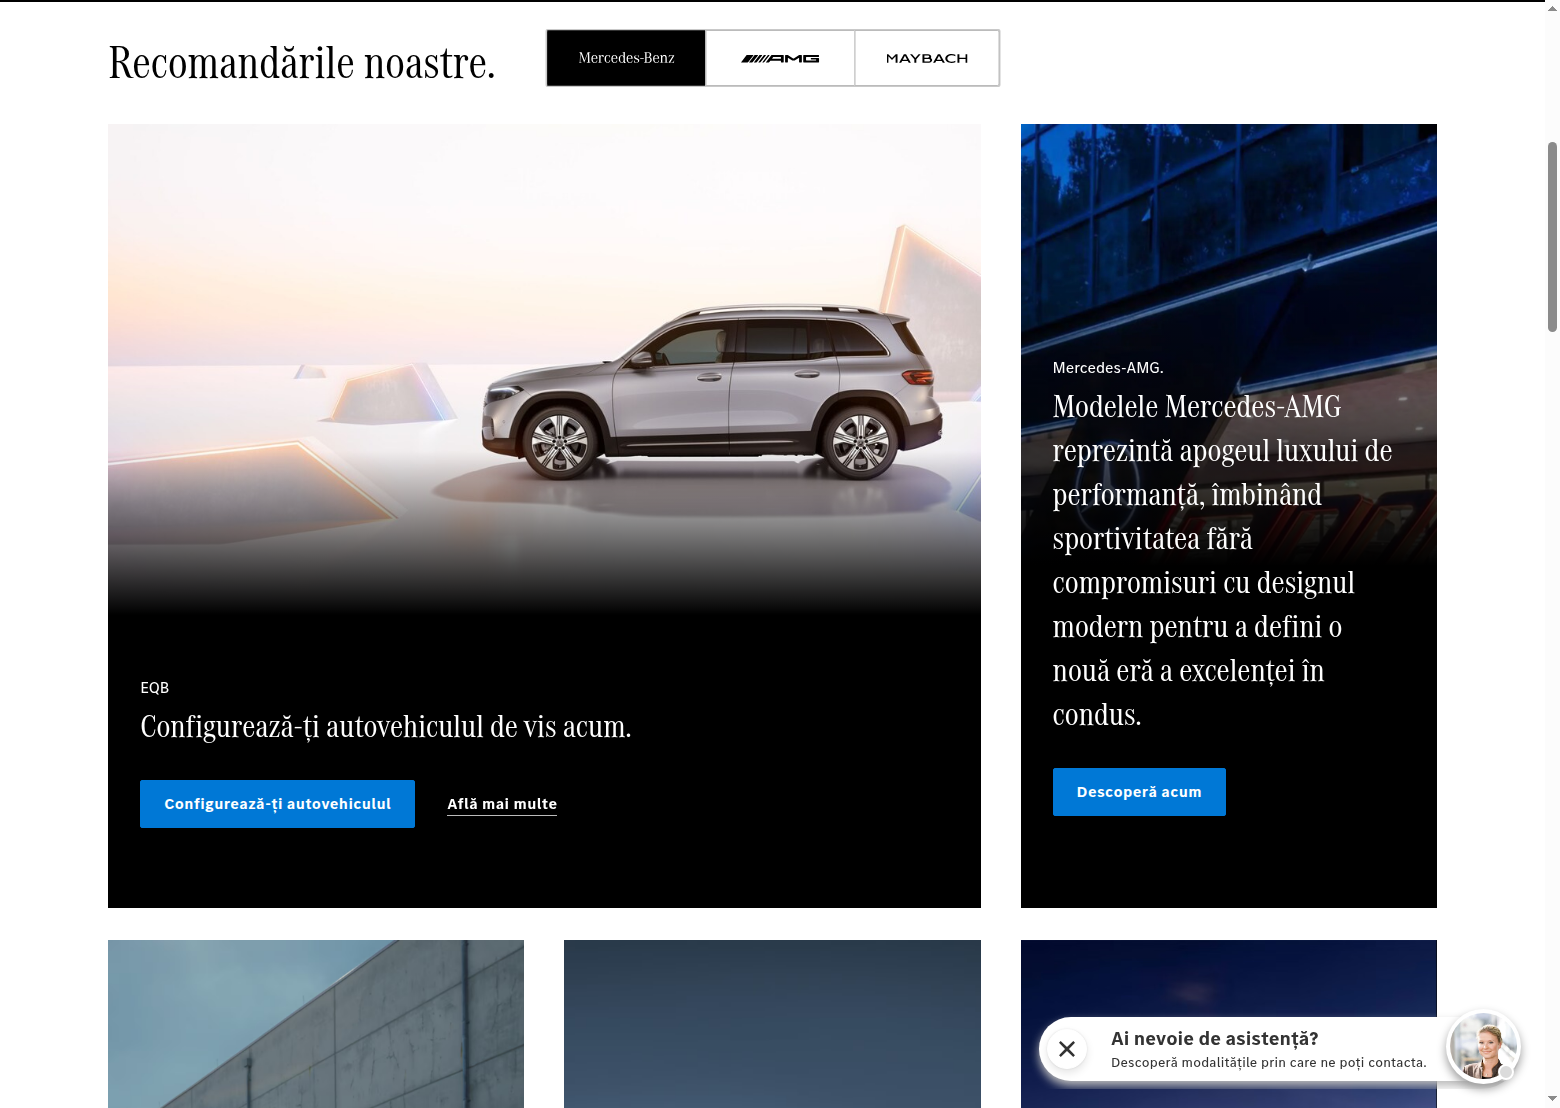 Recomandările noastre.
Mercedes-Benz
AMG
MAYBACH
EQB
Configurează-ți autovehiculul de vis acum.
Configurează-ți autovehiculul
Află mai multe
Mercedes-AMG.
Modelele Mercedes-AMG
reprezintă apogeul luxului de
performanță, îmbinând
sportivitatea fără
compromisuri cu designul
modern pentru a defini o
nouă eră a excelenței în
condus.
Descoperă acum
Ai nevoie de asistență?
Descoperă modalitățile prin care ne poți contacta.